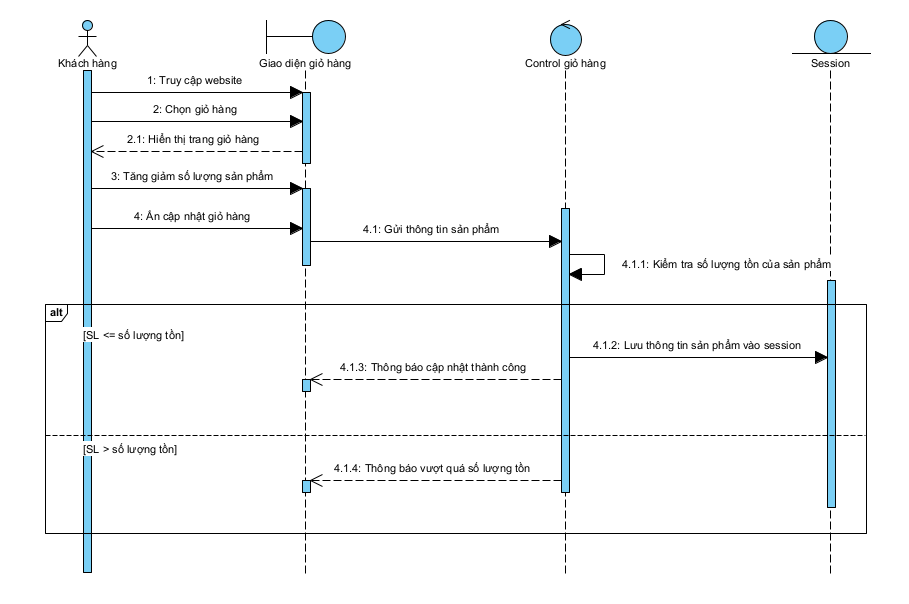 Khách hàng
Giao diện giỏ hàng
Control giỏ hàng
Session
1: Truy cập website
2: Chọn giỏ hàng
2.1: Hiển thị trang giỏ hàng
3: Tăng giảm số lượng sản phẩm
4: Ấn cập nhật giỏ hàng
4.1: Gửi thông tin sản phẩm
4.1.1: Kiểm tra số lượng tồn của sản phẩm
alt
[SL <= số lượng tồn]
4.1.2: Lưu thông tin sản phẩm vào session
4.1.3: Thông báo cập nhật thành công
[SL > số lượng tồn]
4.1.4: Thông báo vượt quá số lượng tồn